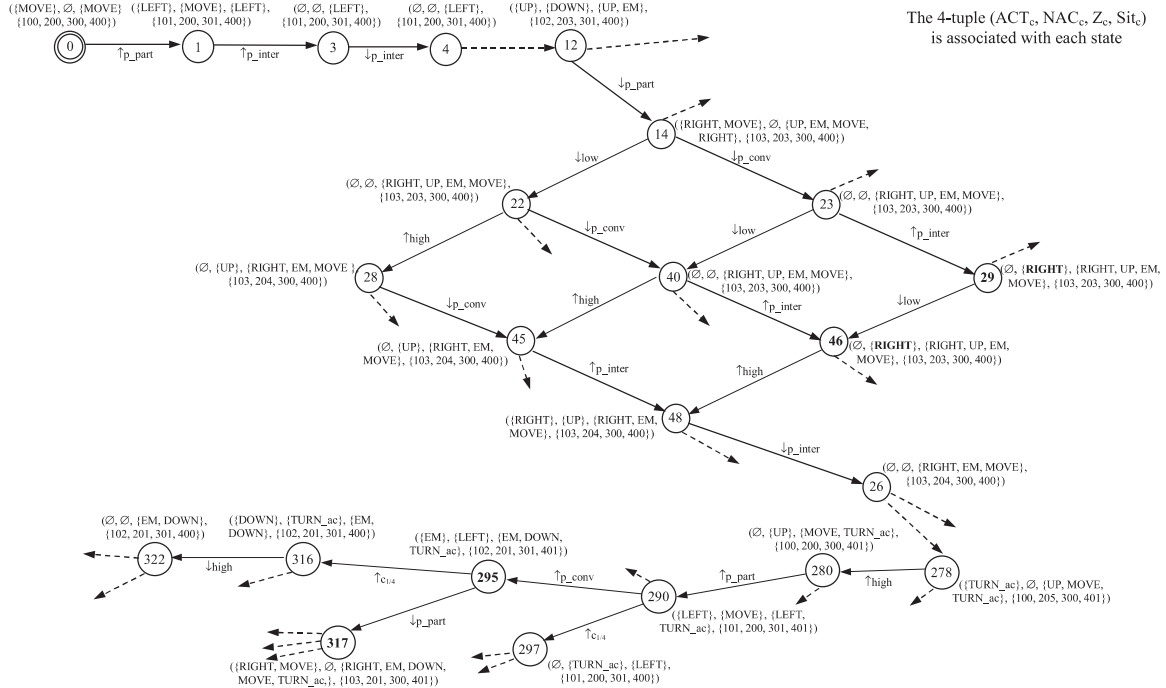 ({MOVE}, ∅, {MOVE}
{100, 200, 300, 400})
({LEFT}, {MOVE}, {LEFT},
{101, 200, 301, 400})
(∅, ∅, {LEFT}
{101, 200, 301, 400})
(∅, ∅, {LEFT},
{101, 200, 301, 400})
({UP}, {DOWN}, {UP, EM},
{102, 203, 301, 400})
The 4-tuple (ACTc, NACc, Zc, Sitc)
is associated with each state
0
↑p_part
1
↑p_inter
3
↓p_inter
4
12
↓p_part
14
({RIGHT, MOVE}, ∅, {UP, EM, MOVE,
RIGHT}, {103, 203, 300, 400})
↓low
↓p_conv
(∅, ∅, {RIGHT, UP, EM, MOVE},
{103, 203, 300, 400})
22
23
(∅, ∅, {RIGHT, UP, EM, MOVE},
{103, 203, 300, 400})
↑high
↓p_conv
↓low
↑p_inter
(∅, {UP}, {RIGHT, EM, MOVE },
{103, 204, 300, 400})
28
40
(∅, ∅, {RIGHT, UP, EM, MOVE},
{103, 203, 300, 400})
29
(∅, {RIGHT}, {RIGHT, UP, EM,
MOVE}, {103, 203, 300, 400})
↓p_conv
↑high
↑p_inter
↓low
(∅, {UP}, {RIGHT, EM,
MOVE}, {103, 204, 300, 400})
45
46
(∅, {RIGHT}, {RIGHT, UP, EM,
MOVE}, {103, 203, 300, 400})
↑p_inter
↑high
({RIGHT}, {UP}, {RIGHT, EM,
MOVE}, {103, 204, 300, 400})
48
↓p_inter
26
(∅, ∅, {RIGHT, EM, MOVE},
{103, 204, 300, 400})
(∅, ∅, {EM, DOWN},
{102, 201, 301, 400})
({DOWN}, {TURN_ac}, {EM,
DOWN}, {102, 201, 301, 400})
({EM}, {LEFT}, {EM, DOWN,
TURN_ac}, {102, 201, 301, 401})
(∅, {UP}, {MOVE, TURN_ac},
{100, 200, 300, 401})
322
↓high
316
↑c1/4
295
↑p_conv
290
↑p_part
280
↑high
278
({TURN_ac}, ∅, {UP, MOVE,
TURN_ac}, {100, 205, 300, 401})
({LEFT}, {MOVE}, {LEFT,
TURN_ac}, {101, 200, 301, 401})
↓p_part
↑c1/4
317
({RIGHT, MOVE}, ∅, {RIGHT, EM, DOWN,
MOVE, TURN_ac,}, {103, 201, 300, 401})
297
(∅, {TURN_ac}, {LEFT},
{101, 200, 301, 400})